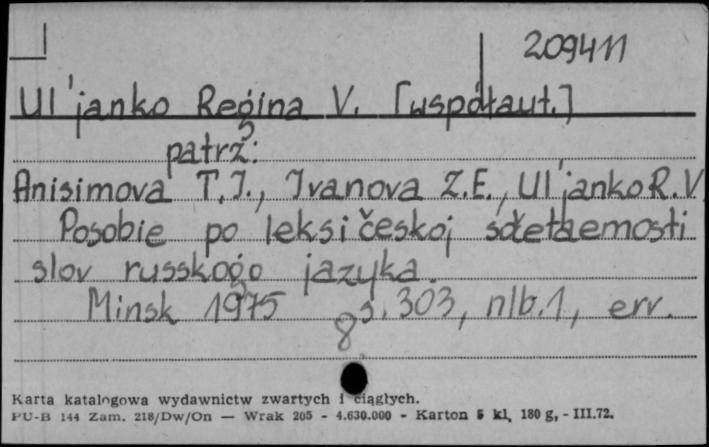 209411
Ul'janko Regina V. [współaut.]
patrz:
Anisimova T.I., Ivanova Z.E., Ul'janko R.V.
Posobie po leksičeskoj sočetaemosti
slov russkogo jazyka.
Minsk 1975 8 s. 303, nlb. 1, err.
Karta katalogowa wydawnictw zwartych i ciągłych.
PU-B 144 Zam. 218/Dw/On — Wrak 205 - 4.630.000 - Karton 5 kl, 180 g, - III.72.